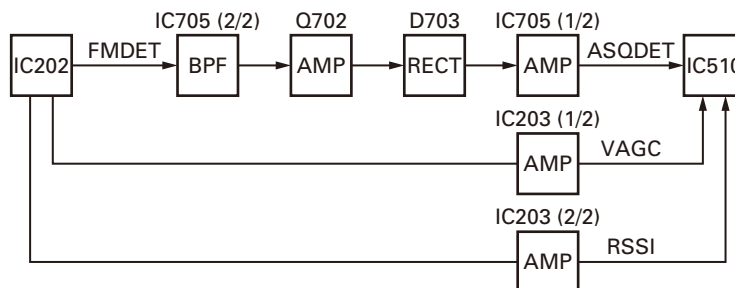 IC705 (2/2) Q702 D703 IC705 (1/2)
IC202 FMDET BPF AMP RECT AMP ASQDET IC510
IC203 (1/2)
AMP VAGC
IC203 (2/2)
AMP RSSI